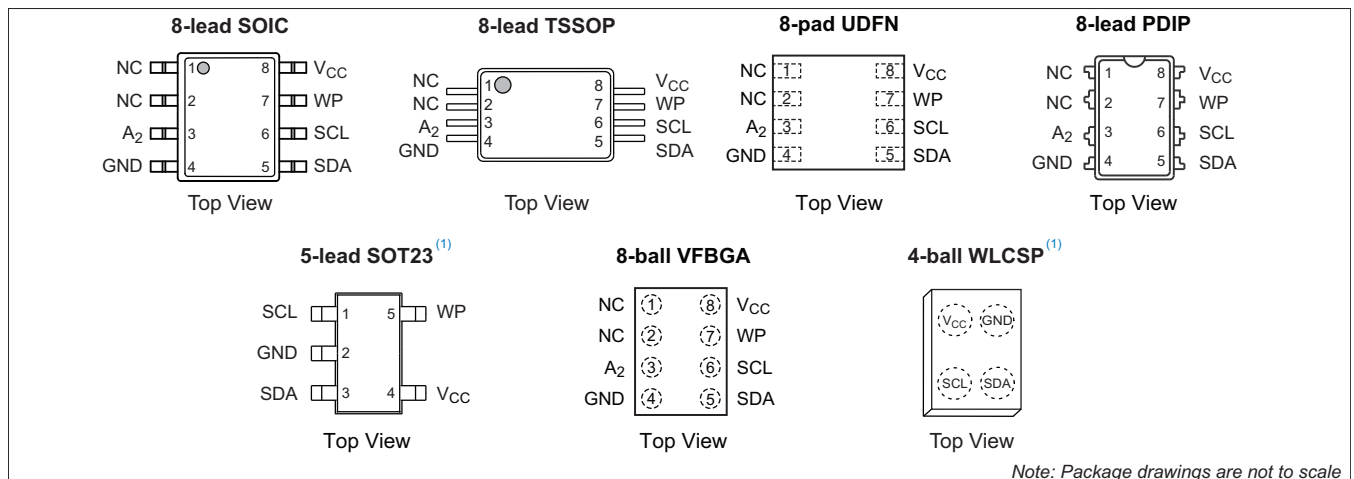 8-lead SOIC
NC 1 8 VCC
NC 2 7 WP
A2 3 6 SCL
GND 4 5 SDA
Top View
8-lead TSSOP
NC 1 8 VCC
NC 2 7 WP
A2 3 6 SCL
GND 4 5 SDA
Top View
8-pad UDFN
NC 1 8 VCC
NC 2 7 WP
A2 3 6 SCL
GND 4 5 SDA
Top View
8-lead PDIP
NC 1 8 VCC
NC 2 7 WP
A2 3 6 SCL
GND 4 5 SDA
Top View
5-lead SOT23 (1)
SCL 1 5 WP
GND 2
SDA 3 4 VCC
Top View
8-ball VFBGA
NC 1 8 VCC
NC 2 7 WP
A2 3 6 SCL
GND 4 5 SDA
Top View
4-ball WLCSP (1)
VCC GND
SCL SDA
Top View
Note: Package drawings are not to scale